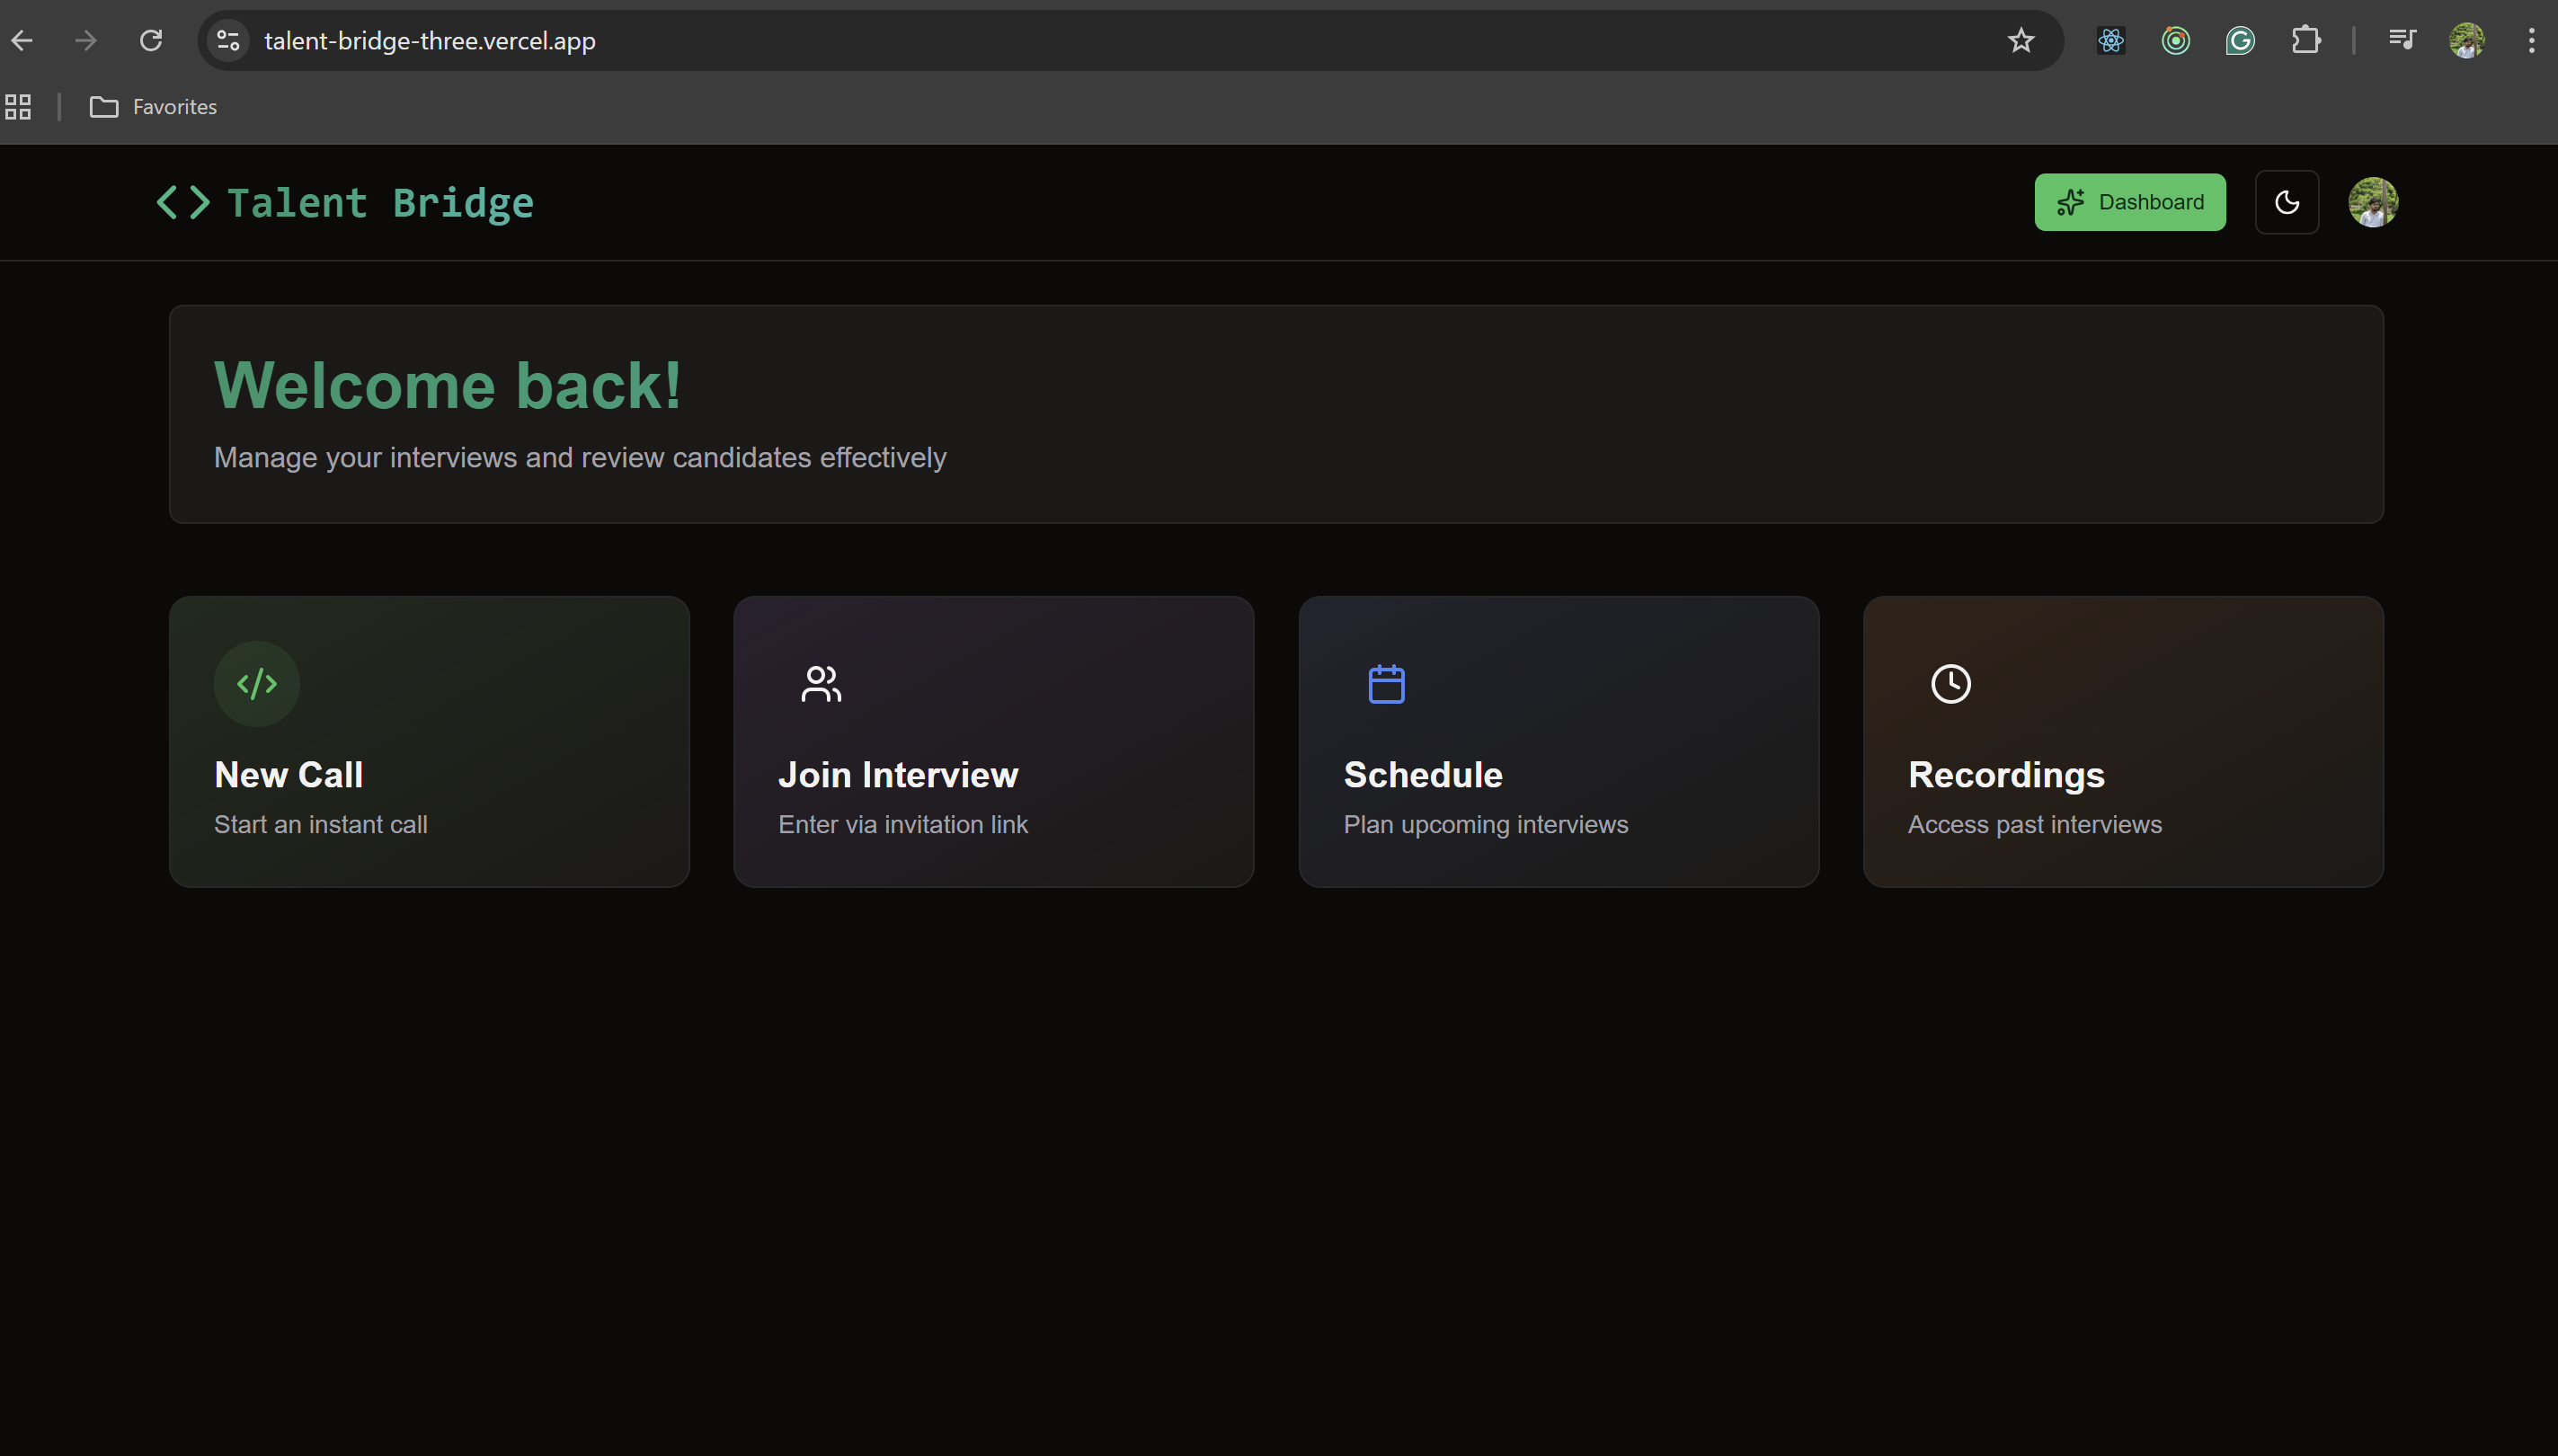 talent-bridge-three.vercel.app
Favorites
Talent Bridge
Dashboard
Welcome back!
Manage your interviews and review candidates effectively
New Call
Start an instant call
Join Interview
Enter via invitation link
Schedule
Plan upcoming interviews
Recordings
Access past interviews